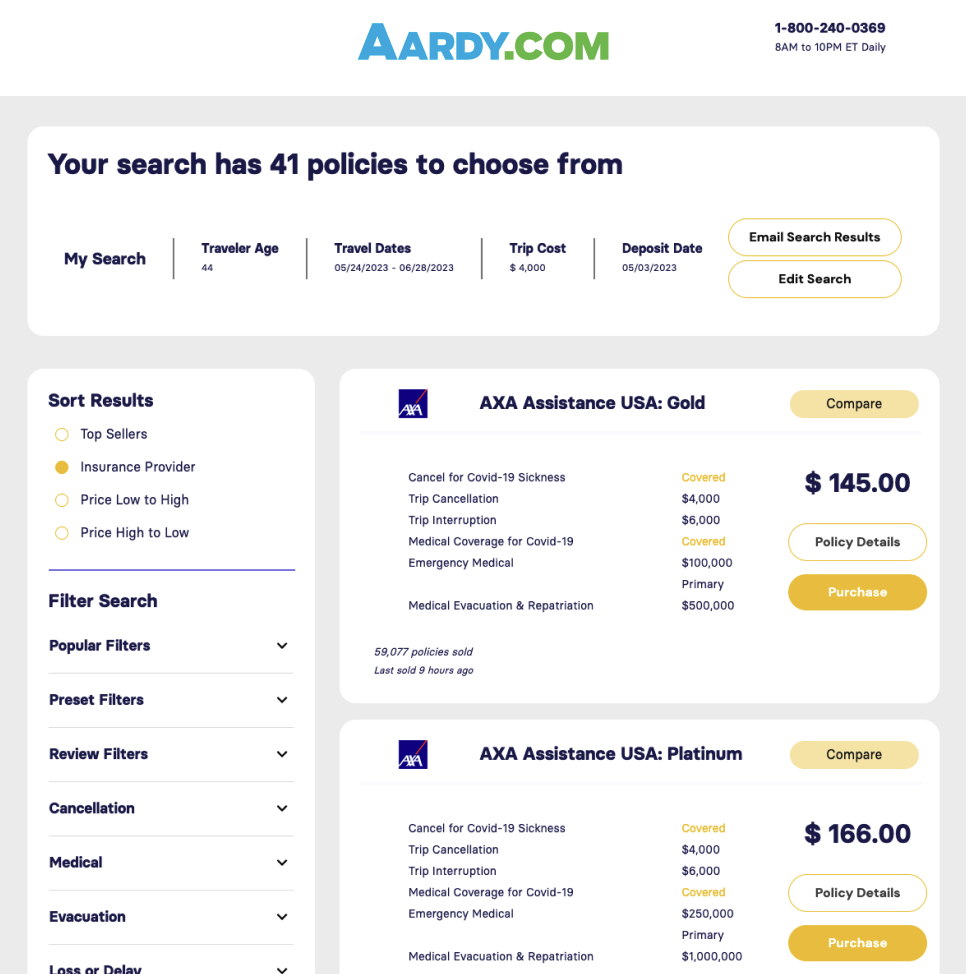 AARDY.COM
1-800-240-0369
8AM to 10PM ET Daily
Your search has 41 policies to choose from
My Search
Traveler Age
44
Travel Dates
05/24/2023 - 06/28/2023
Trip Cost
$ 4,000
Deposit Date
05/03/2023
Email Search Results
Edit Search
Sort Results
Top Sellers
Insurance Provider
Price Low to High
Price High to Low
Filter Search
Popular Filters
Preset Filters
Review Filters
Cancellation
Medical
Evacuation
Loss or Delay
AXA
AXA Assistance USA: Gold
Compare
Cancel for Covid-19 Sickness Covered
Trip Cancellation $4,000
Trip Interruption $6,000
Medical Coverage for Covid-19 Covered
Emergency Medical $100,000
Primary
Medical Evacuation & Repatriation $500,000
$ 145.00
Policy Details
Purchase
59,077 policies sold
Last sold 9 hours ago
AXA
AXA Assistance USA: Platinum
Compare
Cancel for Covid-19 Sickness Covered
Trip Cancellation $4,000
Trip Interruption $6,000
Medical Coverage for Covid-19 Covered
Emergency Medical $250,000
Primary
Medical Evacuation & Repatriation $1,000,000
$ 166.00
Policy Details
Purchase